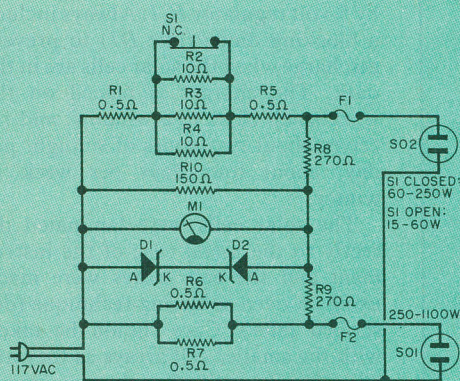 S1
N.C.
R2
10Ω
R1
0.5Ω
R3
10Ω
R5
0.5Ω
F1
R4
10Ω
R8
270Ω
SO2
R10
150Ω
S1 CLOSED:
60-250W
S1 OPEN:
15-60W
M1
D1
D2
A
K
K
A
R6
0.5Ω
R9
270Ω
250-1100W
R7
0.5Ω
F2
SO1
117VAC